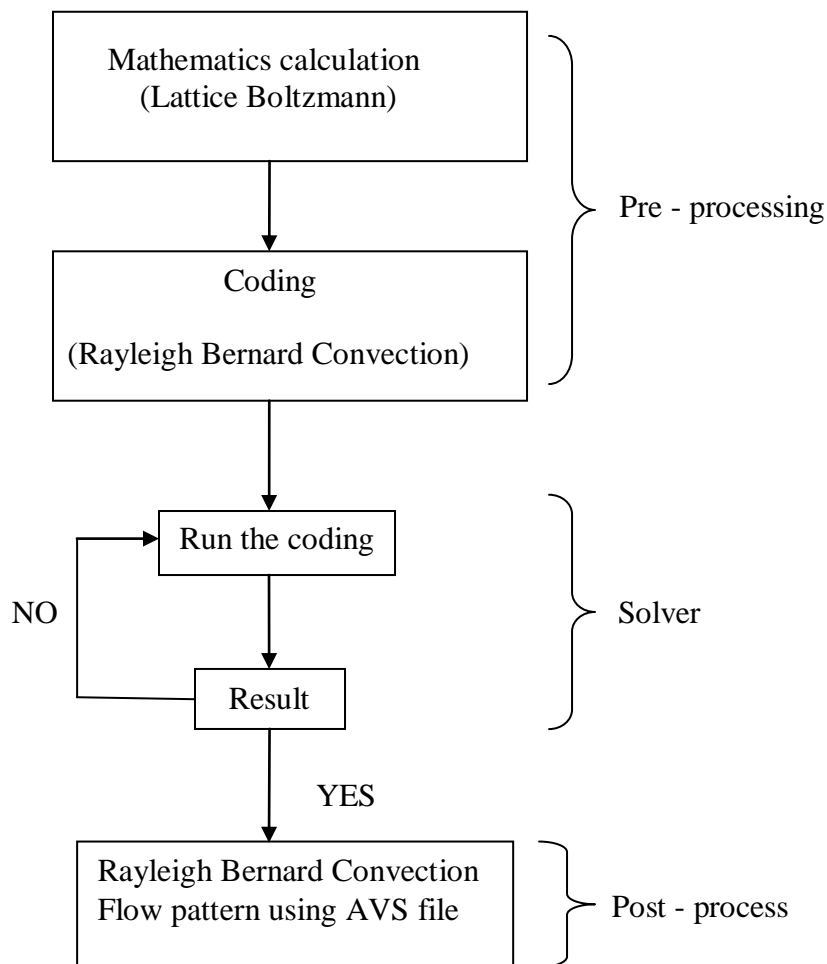 Mathematics calculation
(Lattice Boltzmann)
Pre - processing
Coding
(Rayleigh Bernard Convection)
Run the coding
NO
Solver
Result
YES
Rayleigh Bernard Convection
Flow pattern using AVS file
Post - process